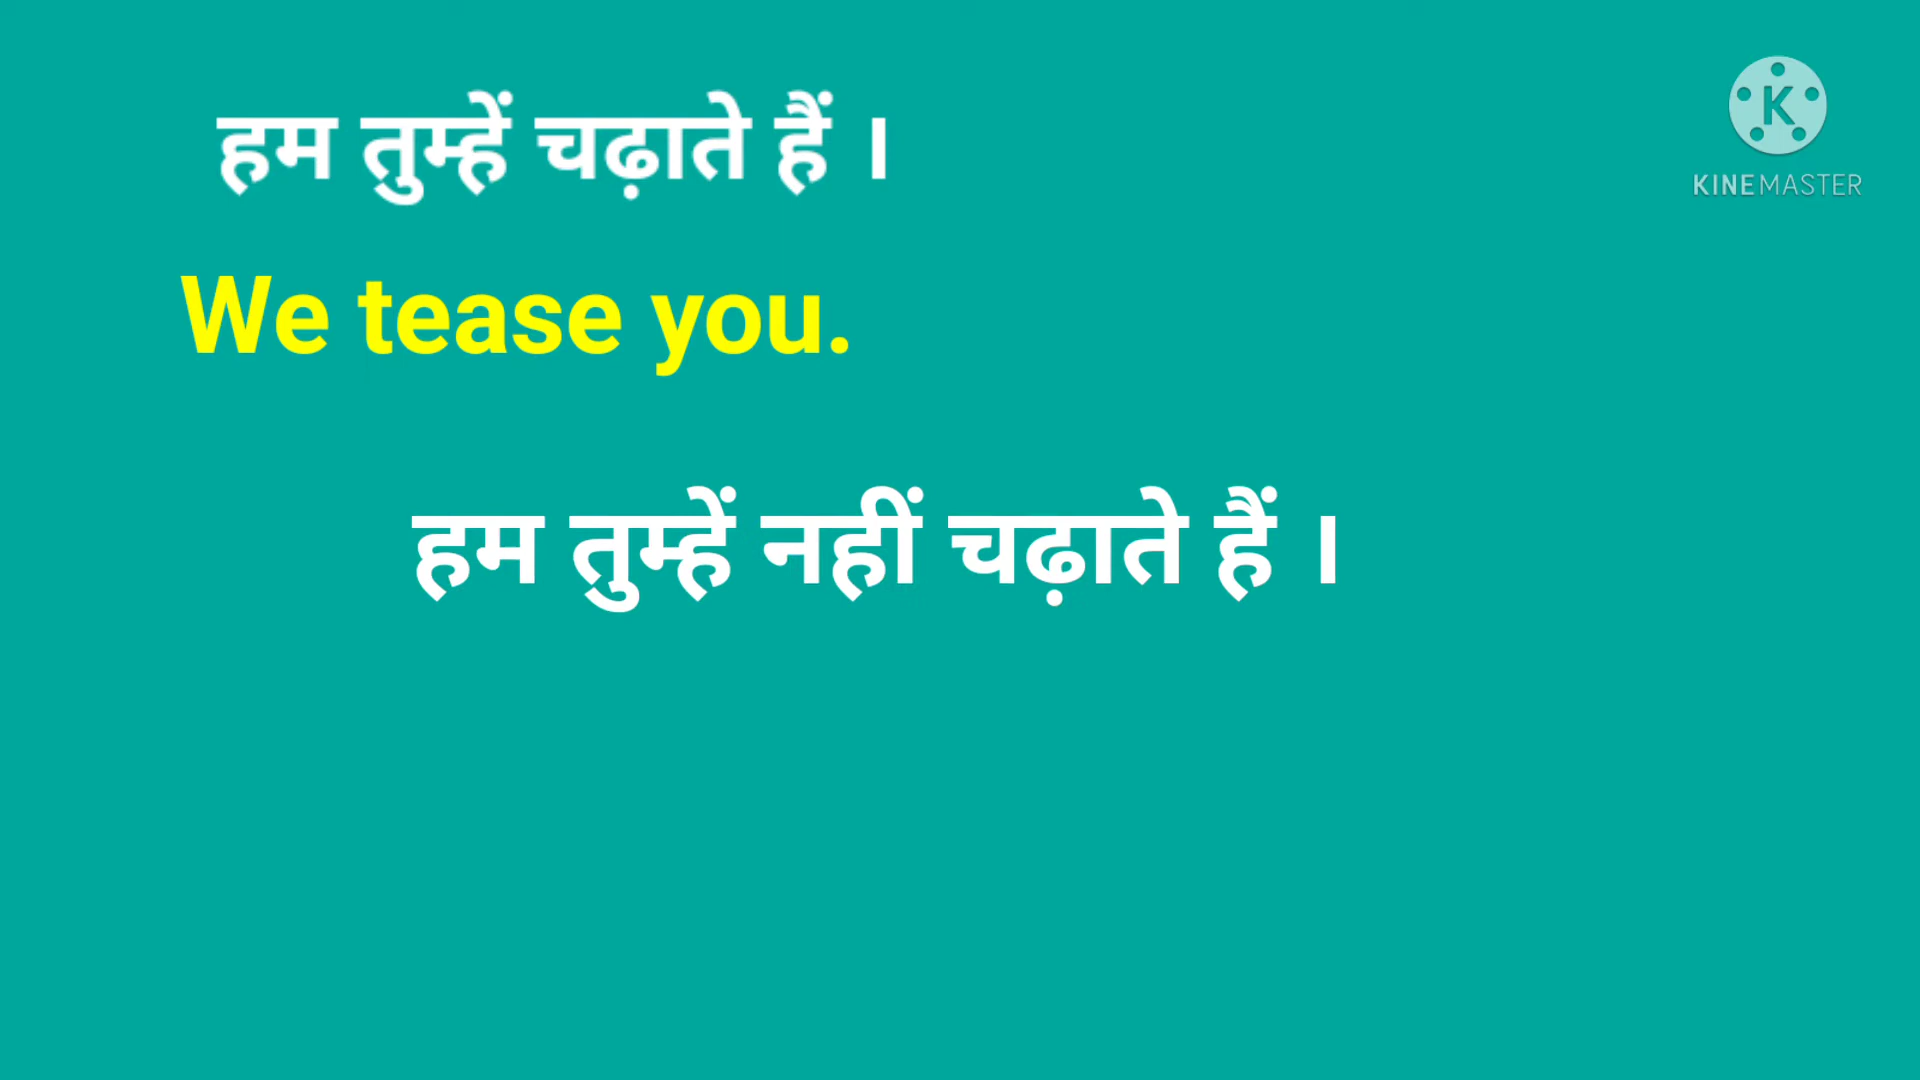 हम तुम्हें चढ़ाते हैं ।
K
KINEMASTER
We tease you.
हम तुम्हें नहीं चढ़ाते हैं ।